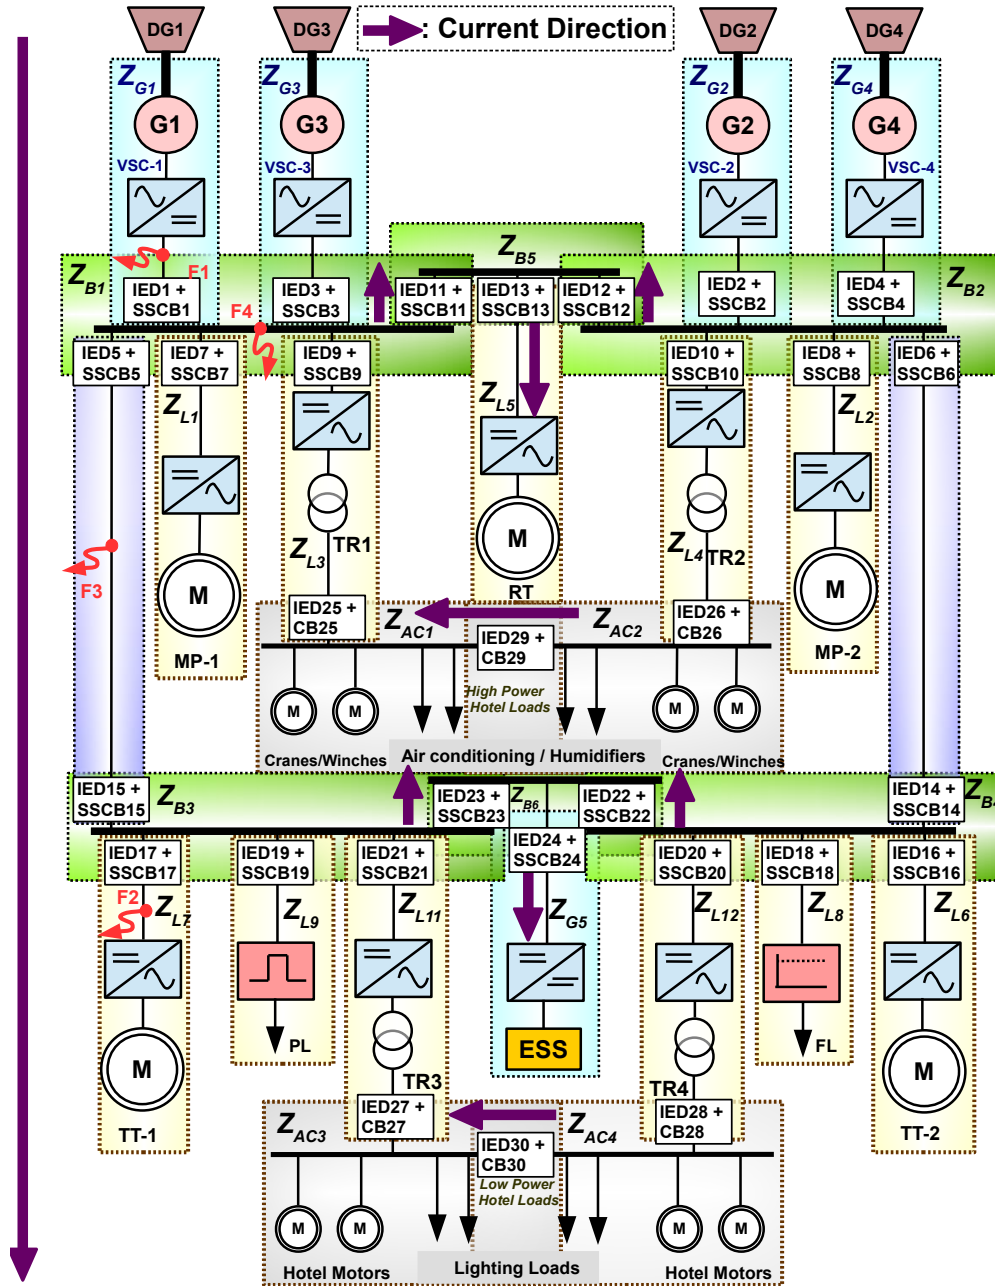 DG1
DG3
: Current Direction
DG2
DG4
ZG1
ZG3
ZG2
ZG4
G1
G3
G2
G4
VSC-1
VSC-3
VSC-2
VSC-4
F1
ZB1
ZB5
ZB2
IED1 +
SSCB1
IED3 +
SSCB3
IED11 +
SSCB11
IED13 +
SSCB13
IED12 +
SSCB12
IED2 +
SSCB2
IED4 +
SSCB4
F4
IED5 +
SSCB5
IED7 +
SSCB7
IED9 +
SSCB9
IED10 +
SSCB10
IED8 +
SSCB8
IED6 +
SSCB6
ZL1
ZL5
ZL2
M
M
M
RT
F3
ZL3
TR1
ZL4
TR2
MP-1
MP-2
IED25 +
CB25
ZAC1
IED29 +
CB29
ZAC2
IED26 +
CB26
M
M
M
M
High Power
Hotel Loads
Cranes/Winches
Air conditioning / Humidifiers
Cranes/Winches
IED15 +
SSCB15
ZB3
IED23 +
SSCB23
ZB6
IED22 +
SSCB22
IED14 +
SSCB14
IED17 +
SSCB17
IED19 +
SSCB19
IED21 +
SSCB21
IED24 +
SSCB24
IED20 +
SSCB20
IED18 +
SSCB18
IED16 +
SSCB16
F2
ZL7
ZL9
ZL11
ZG5
ZL12
ZL8
ZL6
M
PL
ESS
FL
M
TR3
TR4
TT-1
TT-2
IED27 +
CB27
ZAC3
IED30 +
CB30
ZAC4
IED28 +
CB28
Low Power
Hotel Loads
M
M
M
M
Hotel Motors
Lighting Loads
Hotel Motors